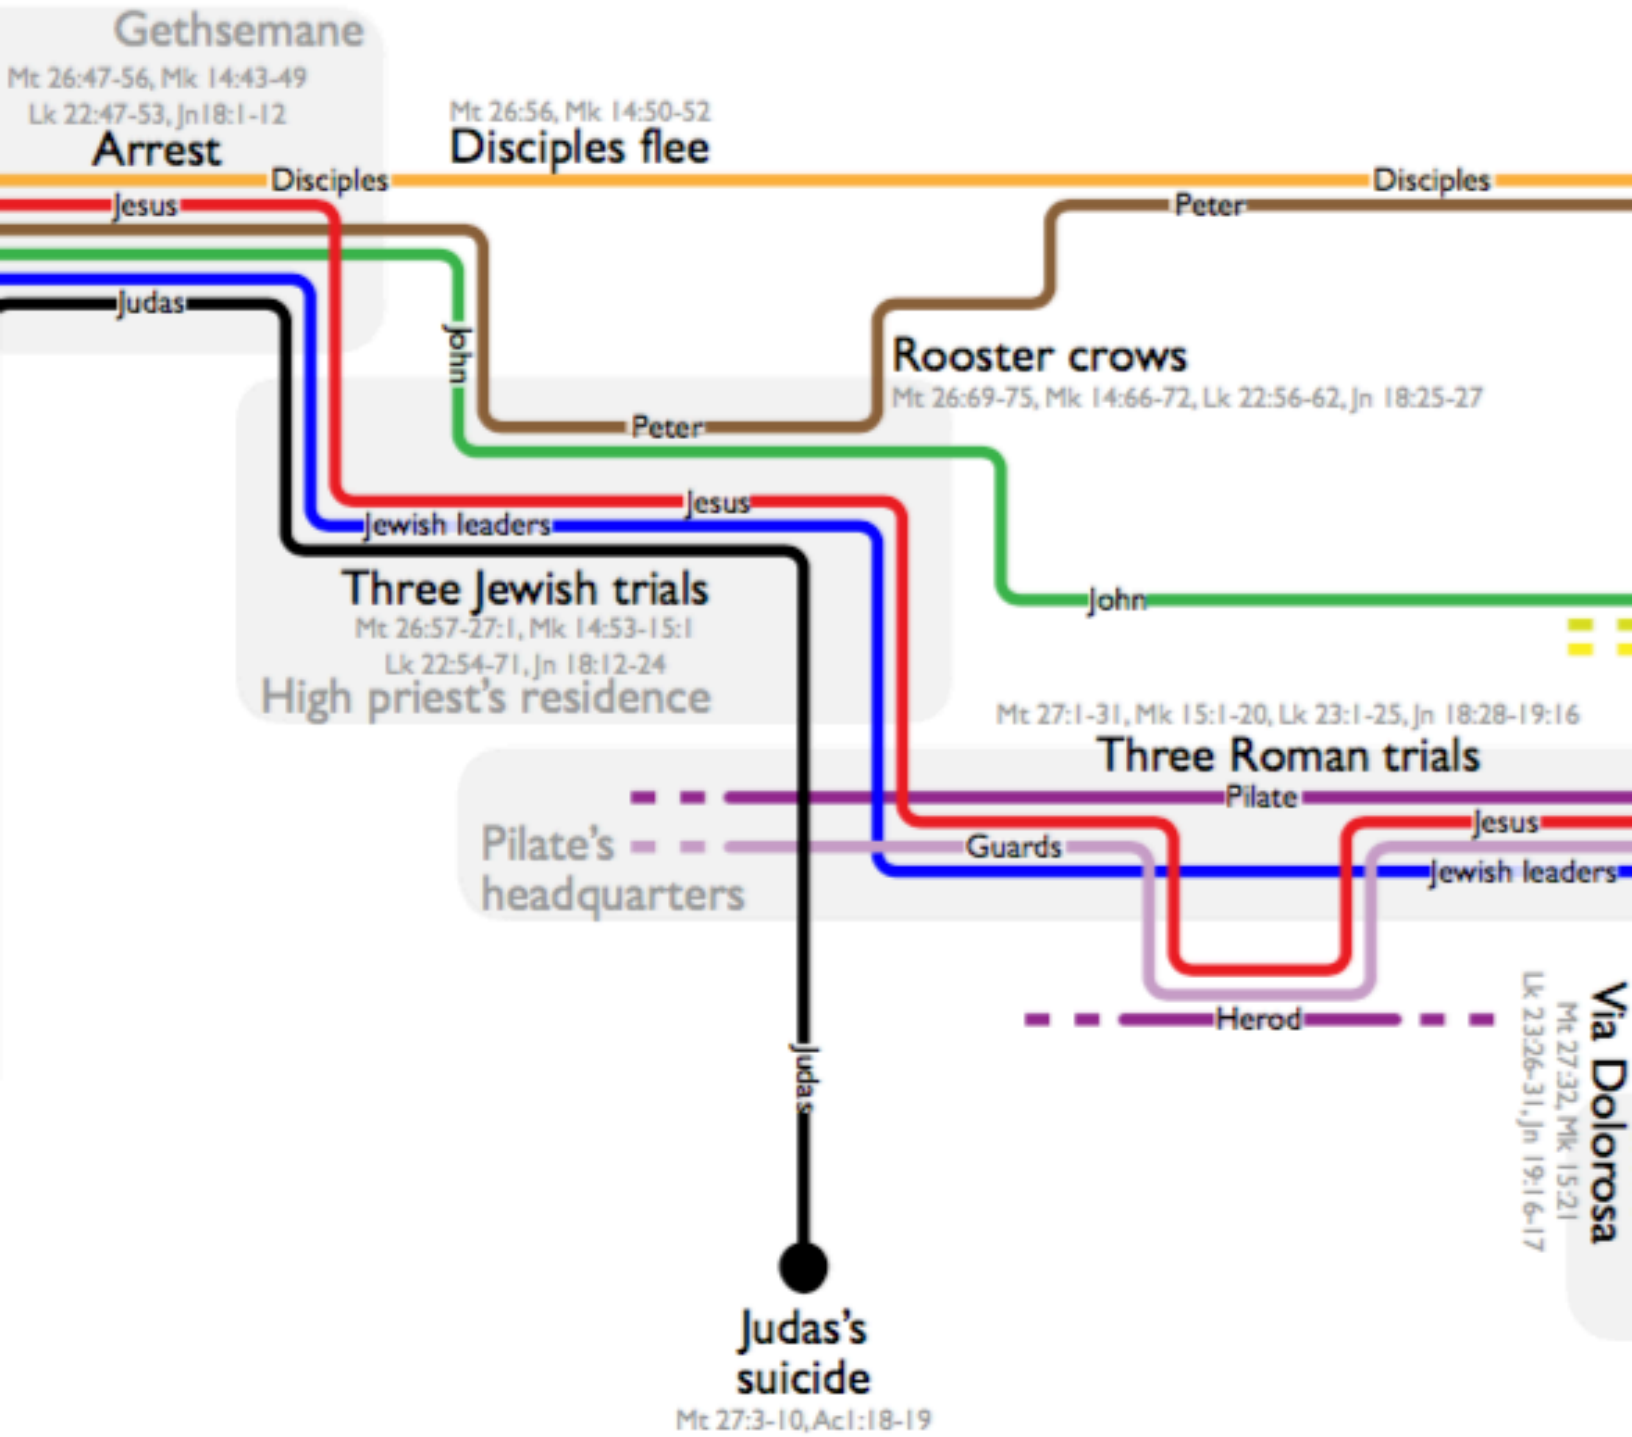 Gethsemane
Mt 26:47-56, Mk 14:43-49
Lk 22:47-53, Jn18:1-12
Arrest
Mt 26:56, Mk 14:50-52
Disciples flee
Disciples
Disciples
Jesus
Peter
Judas
John
Rooster crows
Mt 26:69-75, Mk 14:66-72, Lk 22:56-62, Jn 18:25-27
Peter
Jesus
Jewish leaders
Three Jewish trials
Mt 26:57-27:1, Mk 14:53-15:1
Lk 22:54-71, Jn 18:12-24
High priest's residence
John
Mt 27:1-31, Mk 15:1-20, Lk 23:1-25, Jn 18:28-19:16
Three Roman trials
Pilate
Jesus
Pilate's
headquarters
Guards
Jewish leaders
Herod
Via Dolorosa
Mt 27:32, Mk 15:21
Lk 23:26-31, Jn 19:16-17
Judas
Judas's
suicide
Mt 27:3-10, Ac1:18-19